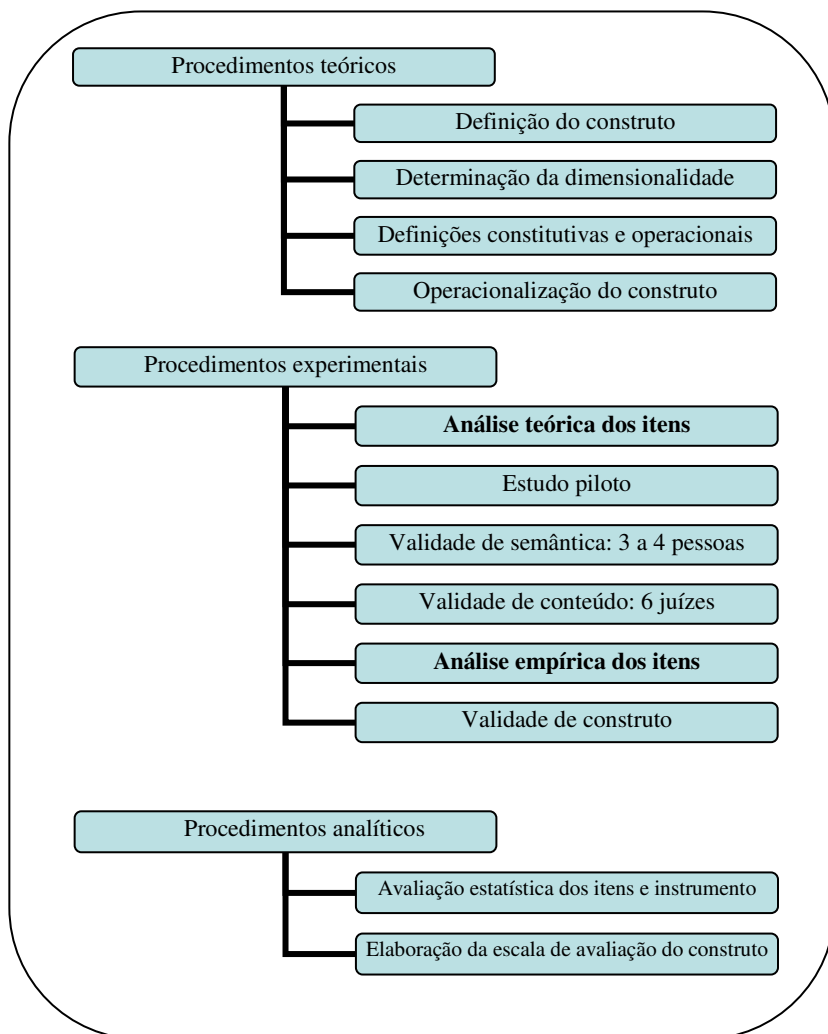 Procedimentos teóricos
Definição do construto
Determinação da dimensionalidade
Definições constitutivas e operacionais
Operacionalização do construto
Procedimentos experimentais
Análise teórica dos itens
Estudo piloto
Validade de semântica: 3 a 4 pessoas
Validade de conteúdo: 6 juízes
Análise empírica dos itens
Validade de construto
Procedimentos analíticos
Avaliação estatística dos itens e instrumento
Elaboração da escala de avaliação do construto